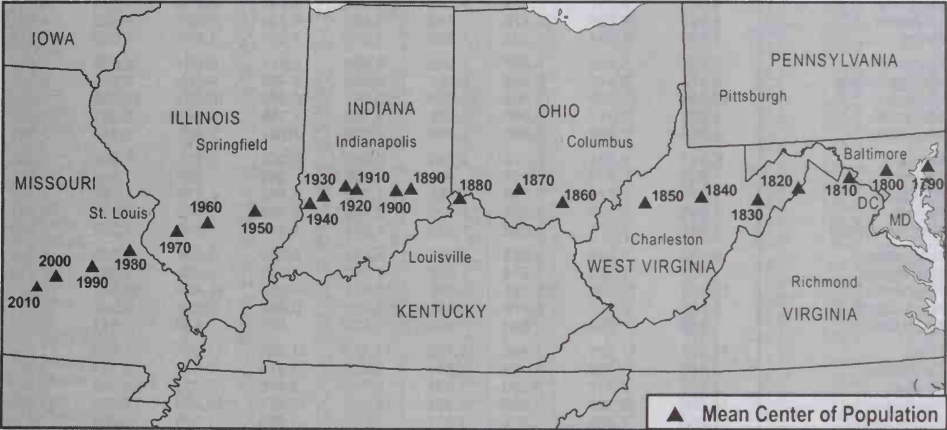 IOWA
PENNSYLVANIA
Pittsburgh
ILLINOIS
Springfield
INDIANA
Indianapolis
OHIO
Columbus
Baltimore
MISSOURI
St. Louis
1930
1910
1890
1880
1870
1860
1850
1840
1820
1810
1800
1790
1960
1940
1920
1900
1830
DC
MD
1970
1950
Charleston
WEST VIRGINIA
Louisville
1980
1990
2000
2010
KENTUCKY
Richmond
VIRGINIA
▲ Mean Center of Population